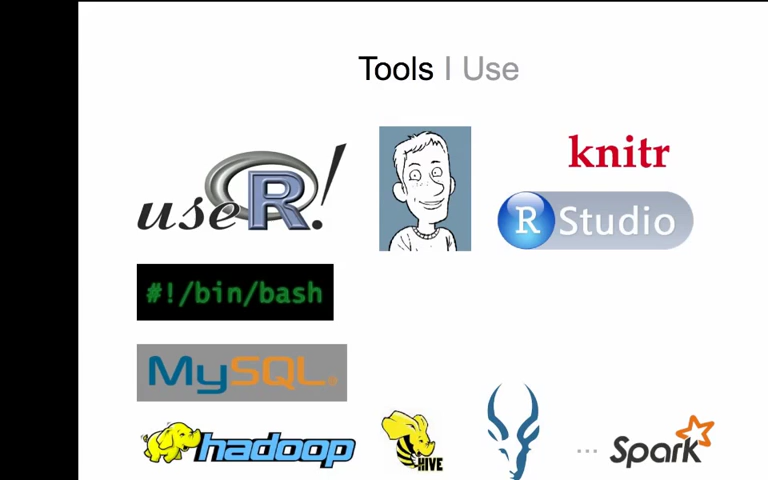 Tools I Use
useR!
knitr
R Studio
#!/bin/bash
MySQL®
hadoop
HIVE
... Spark